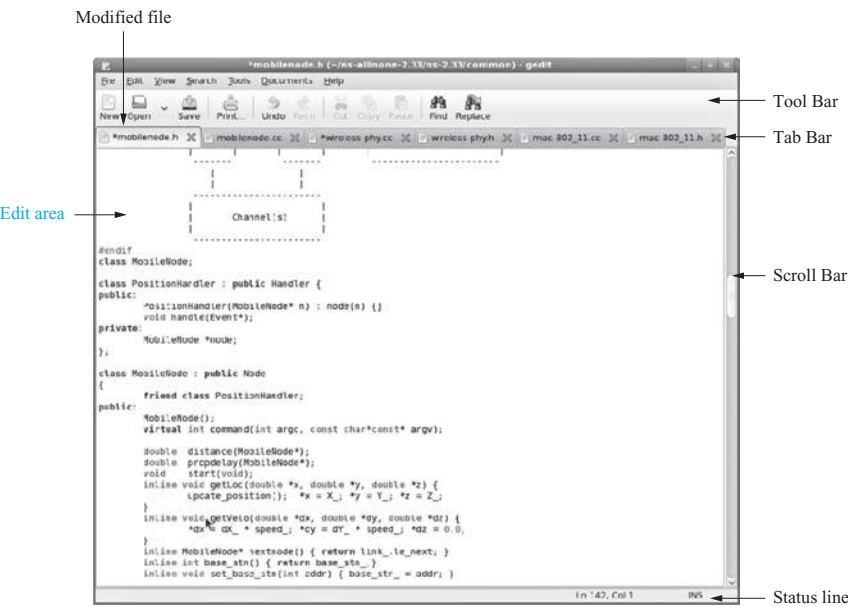 Modified file
*mobilenode.h (~/ns-allinone-2.33/ns-2.33/common) - gedit
File Edit View Search Tools Documents Help
New Open Save Print... Undo Redo Cut Copy Paste Find Replace
Tool Bar
*mobilenode.h mobilenode.cc *wireless phy.cc wireless phy.h mac 802_11.cc mac 802_11.h
Tab Bar
Channel(s)
Edit area
#endif
class MobileNode;
class PositionHandler : public Handler {
public:
PositionHandler(MobileNode* n) : node(n) {}
void handle(Event*);
private:
MobileNode *node;
};
Scroll Bar
class MobileNode : public Node
{
friend class PositionHandler;
public:
MobileNode();
virtual int command(int argc, const char*const* argv);
double distance(MobileNode*);
double propdelay(MobileNode*);
void start(void);
inline void getLoc(double *x, double *y, double *z) {
update_position(); *x = X_; *y = Y_; *z = Z_;
}
inline void getVelo(double *dx, double *dy, double *dz) {
*dx = dX_ * speed_; *dy = dY_ * speed_; *dz = 0.0;
}
inline MobileNode* nextnode() { return link_.le_next; }
inline int base_stn() { return base_stn_;}
inline void set_base_stn(int addr) { base_stn_ = addr; }
Ln 142, Col 1 INS
Status line